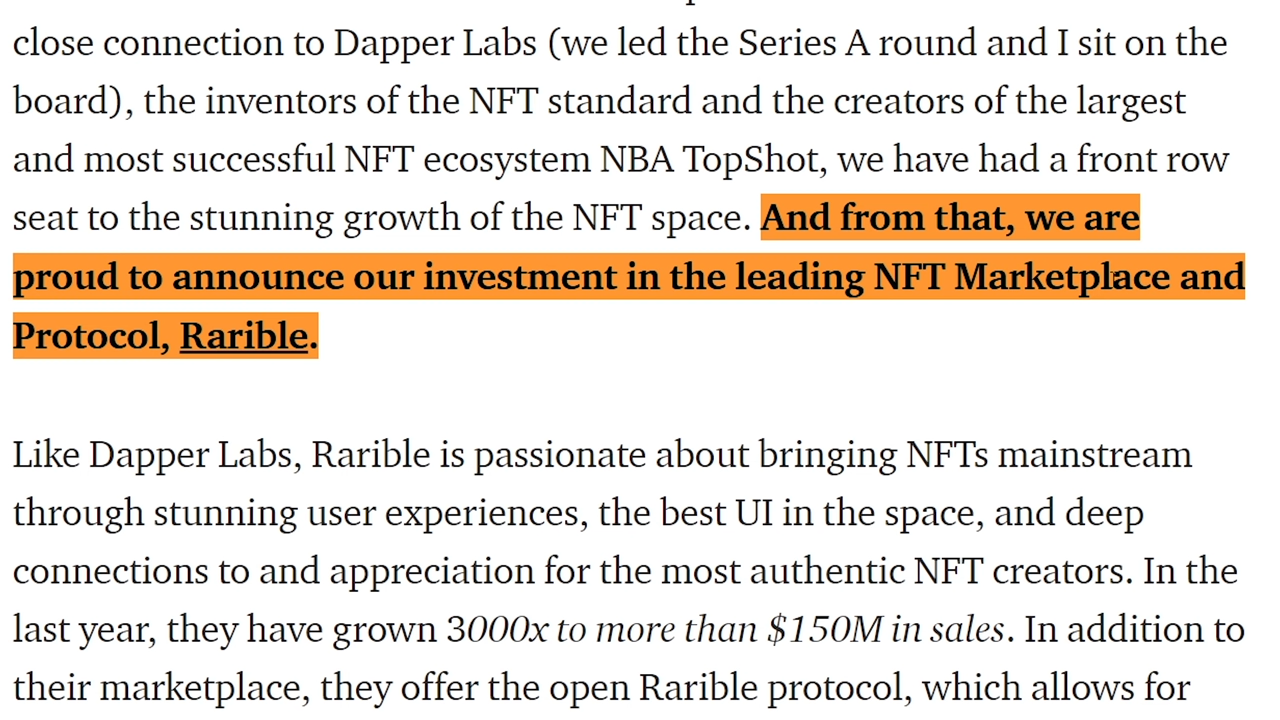 close connection to Dapper Labs (we led the Series A round and I sit on the
board), the inventors of the NFT standard and the creators of the largest
and most successful NFT ecosystem NBA TopShot, we have had a front row
seat to the stunning growth of the NFT space. And from that, we are
proud to announce our investment in the leading NFT Marketplace and
Protocol, Rarible.
Like Dapper Labs, Rarible is passionate about bringing NFTs mainstream
through stunning user experiences, the best UI in the space, and deep
connections to and appreciation for the most authentic NFT creators. In the
last year, they have grown 3000x to more than $150M in sales. In addition to
their marketplace, they offer the open Rarible protocol, which allows for